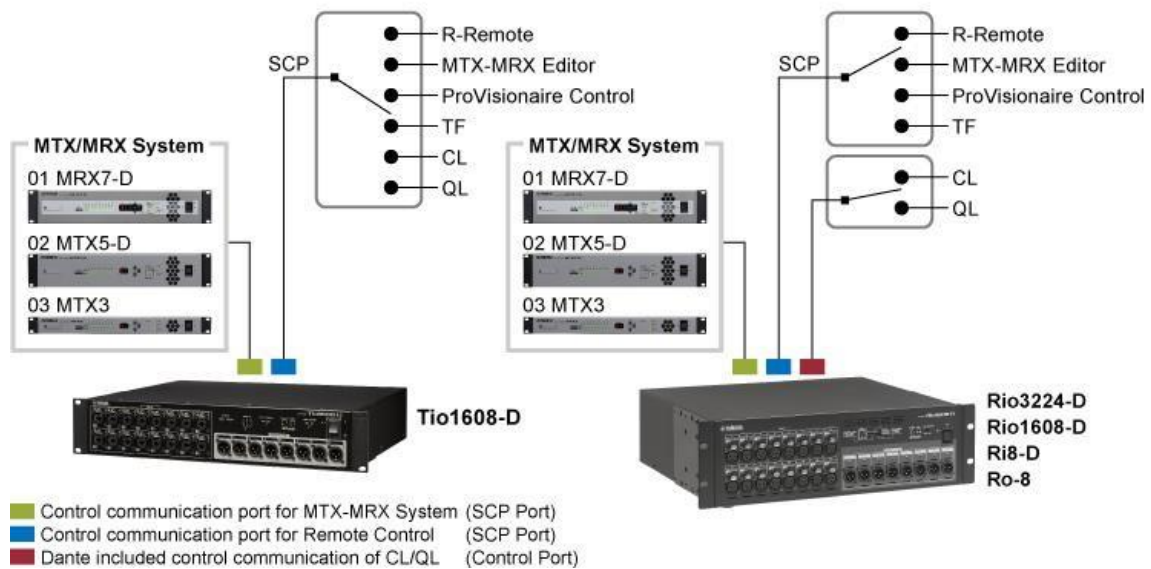 R-Remote
SCP
MTX-MRX Editor
ProVisionaire Control
TF
CL
QL
MTX/MRX System
01 MRX7-D
02 MTX5-D
03 MTX3
Tio1608-D
R-Remote
SCP
MTX-MRX Editor
ProVisionaire Control
TF
CL
QL
MTX/MRX System
01 MRX7-D
02 MTX5-D
03 MTX3
Rio3224-D
Rio1608-D
Ri8-D
Ro-8
Control communication port for MTX-MRX System (SCP Port)
Control communication port for Remote Control (SCP Port)
Dante included control communication of CL/QL (Control Port)